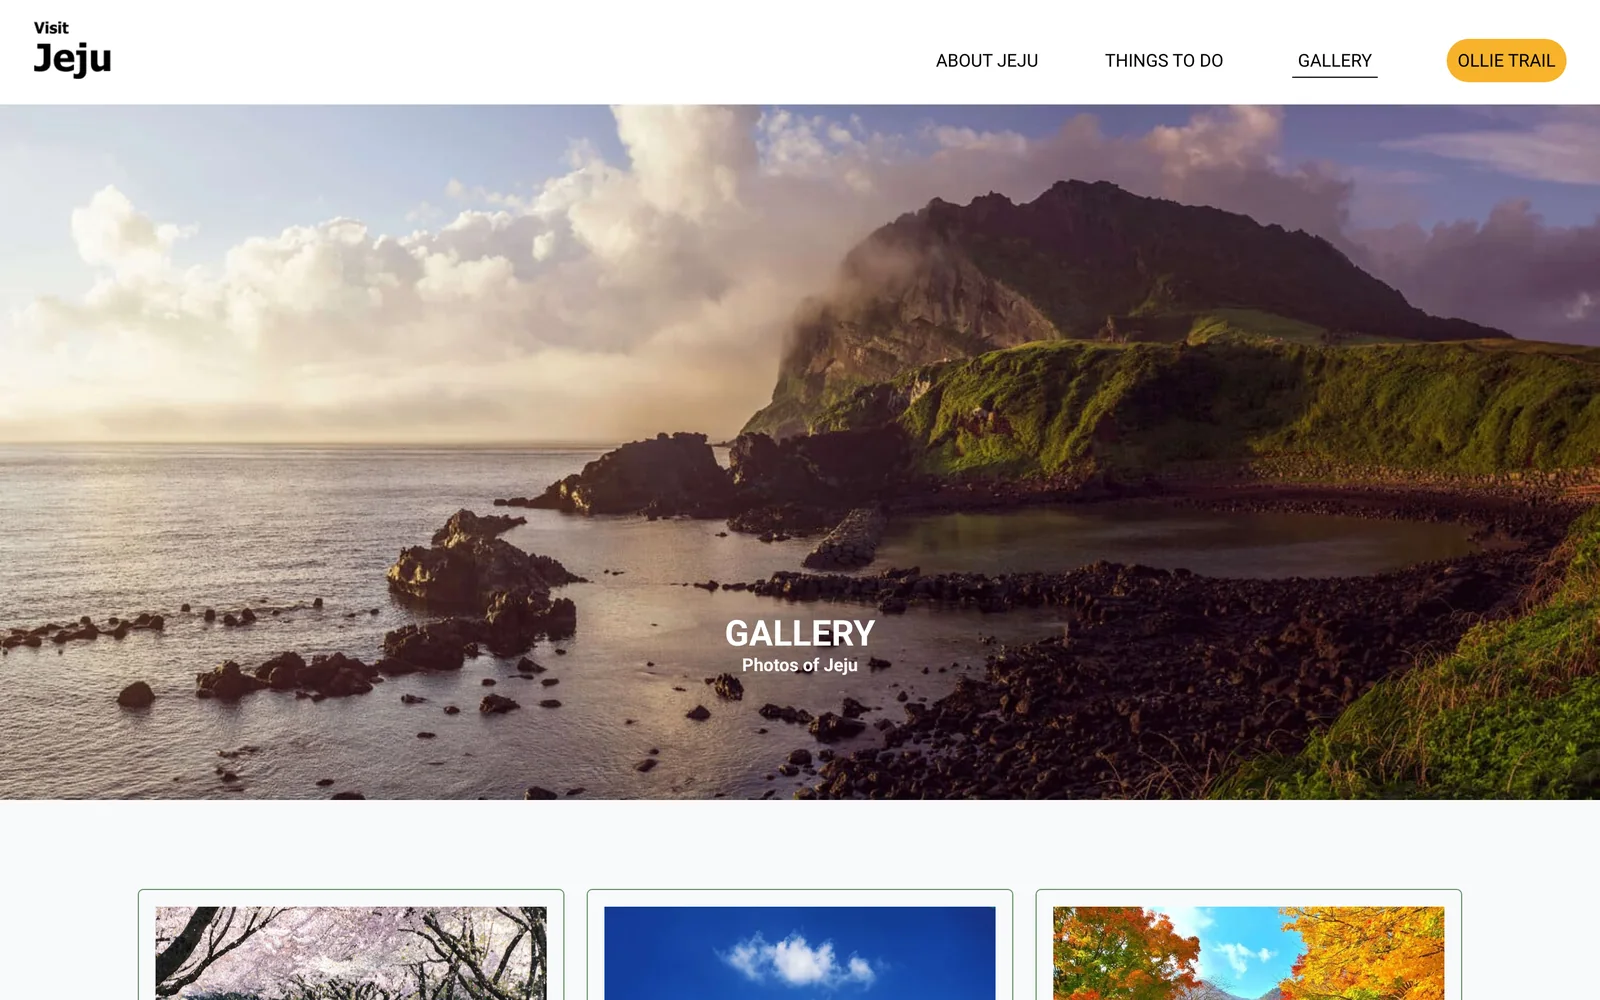 Visit
Jeju
ABOUT JEJU
THINGS TO DO
GALLERY
OLLIE TRAIL
GALLERY
Photos of Jeju